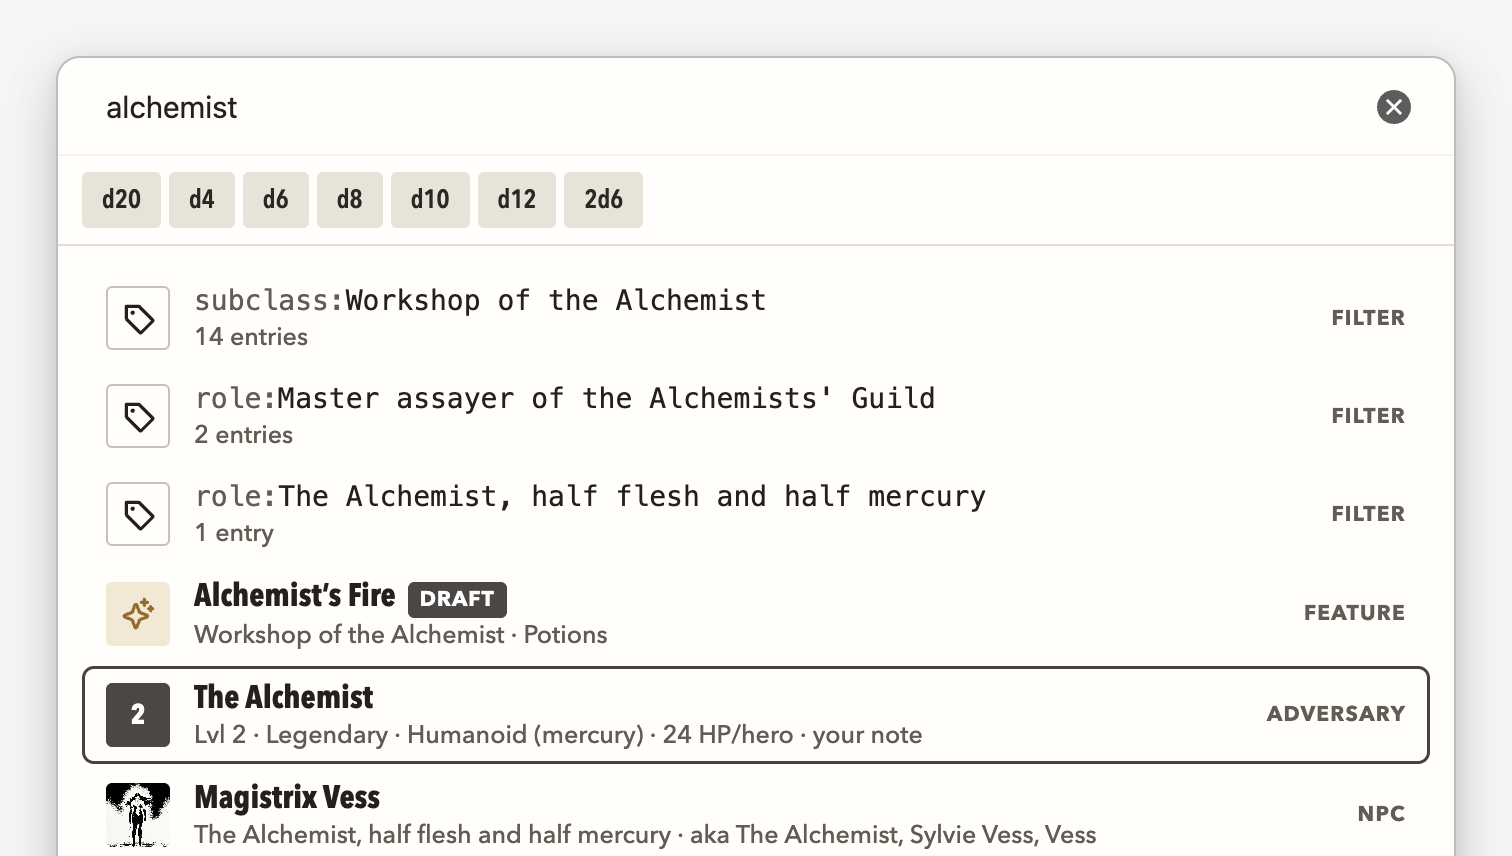 alchemist
d20 d4 d6 d8 d10 d12 2d6
subclass:Workshop of the Alchemist
14 entries
FILTER
role:Master assayer of the Alchemists' Guild
2 entries
FILTER
role:The Alchemist, half flesh and half mercury
1 entry
FILTER
Alchemist’s Fire DRAFT
Workshop of the Alchemist · Potions
FEATURE
2
The Alchemist
Lvl 2 · Legendary · Humanoid (mercury) · 24 HP/hero · your note
ADVERSARY
Magistrix Vess
The Alchemist, half flesh and half mercury · aka The Alchemist, Sylvie Vess, Vess
NPC